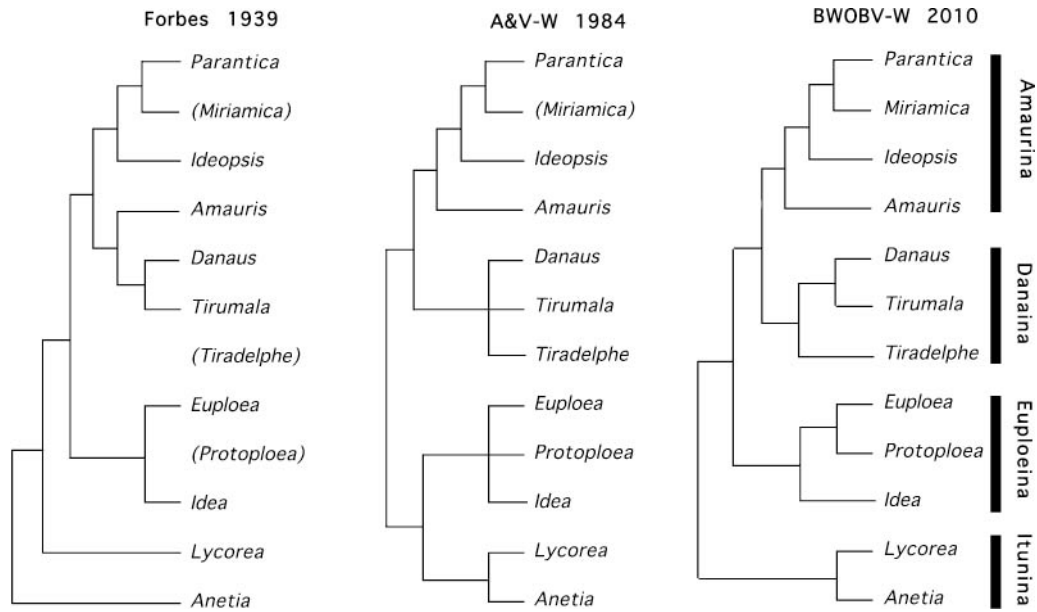 Forbes 1939
Parantica
(Miriamica)
Ideopsis
Amauris
Danaus
Tirumala
(Tiradelphe)
Euploea
(Protoploea)
Idea
Lycorea
Anetia
A&V-W 1984
Parantica
(Miriamica)
Ideopsis
Amauris
Danaus
Tirumala
Tiradelphe
Euploea
Protoploea
Idea
Lycorea
Anetia
BWOBV-W 2010
Parantica
Miriamica
Ideopsis
Amauris
Danaus
Tirumala
Tiradelphe
Euploea
Protoploea
Idea
Lycorea
Anetia
Amaurina
Danaina
Euploeina
Itunina